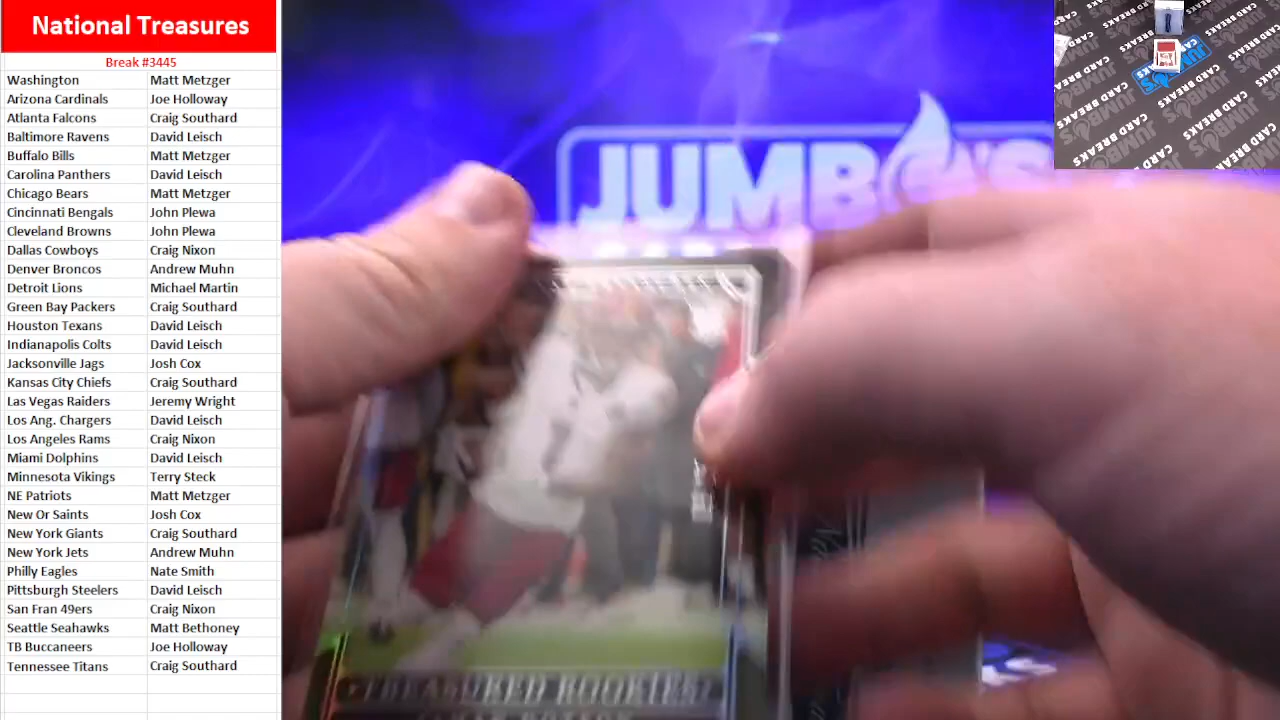 National Treasures
Break #3445
Washington Matt Metzger
Arizona Cardinals Joe Holloway
Atlanta Falcons Craig Southard
Baltimore Ravens David Leisch
Buffalo Bills Matt Metzger
Carolina Panthers David Leisch
Chicago Bears Matt Metzger
Cincinnati Bengals John Plewa
Cleveland Browns John Plewa
Dallas Cowboys Craig Nixon
Denver Broncos Andrew Muhn
Detroit Lions Michael Martin
Green Bay Packers Craig Southard
Houston Texans David Leisch
Indianapolis Colts David Leisch
Jacksonville Jags Josh Cox
Kansas City Chiefs Craig Southard
Las Vegas Raiders Jeremy Wright
Los Ang. Chargers David Leisch
Los Angeles Rams Craig Nixon
Miami Dolphins David Leisch
Minnesota Vikings Terry Steck
NE Patriots Matt Metzger
New Or Saints Josh Cox
New York Giants Craig Southard
New York Jets Andrew Muhn
Philly Eagles Nate Smith
Pittsburgh Steelers David Leisch
San Fran 49ers Craig Nixon
Seattle Seahawks Matt Bethoney
TB Buccaneers Joe Holloway
Tennessee Titans Craig Southard
JUMBO'S
TREASURED ROOKIES
CARD BREAKS
JUMBO'S